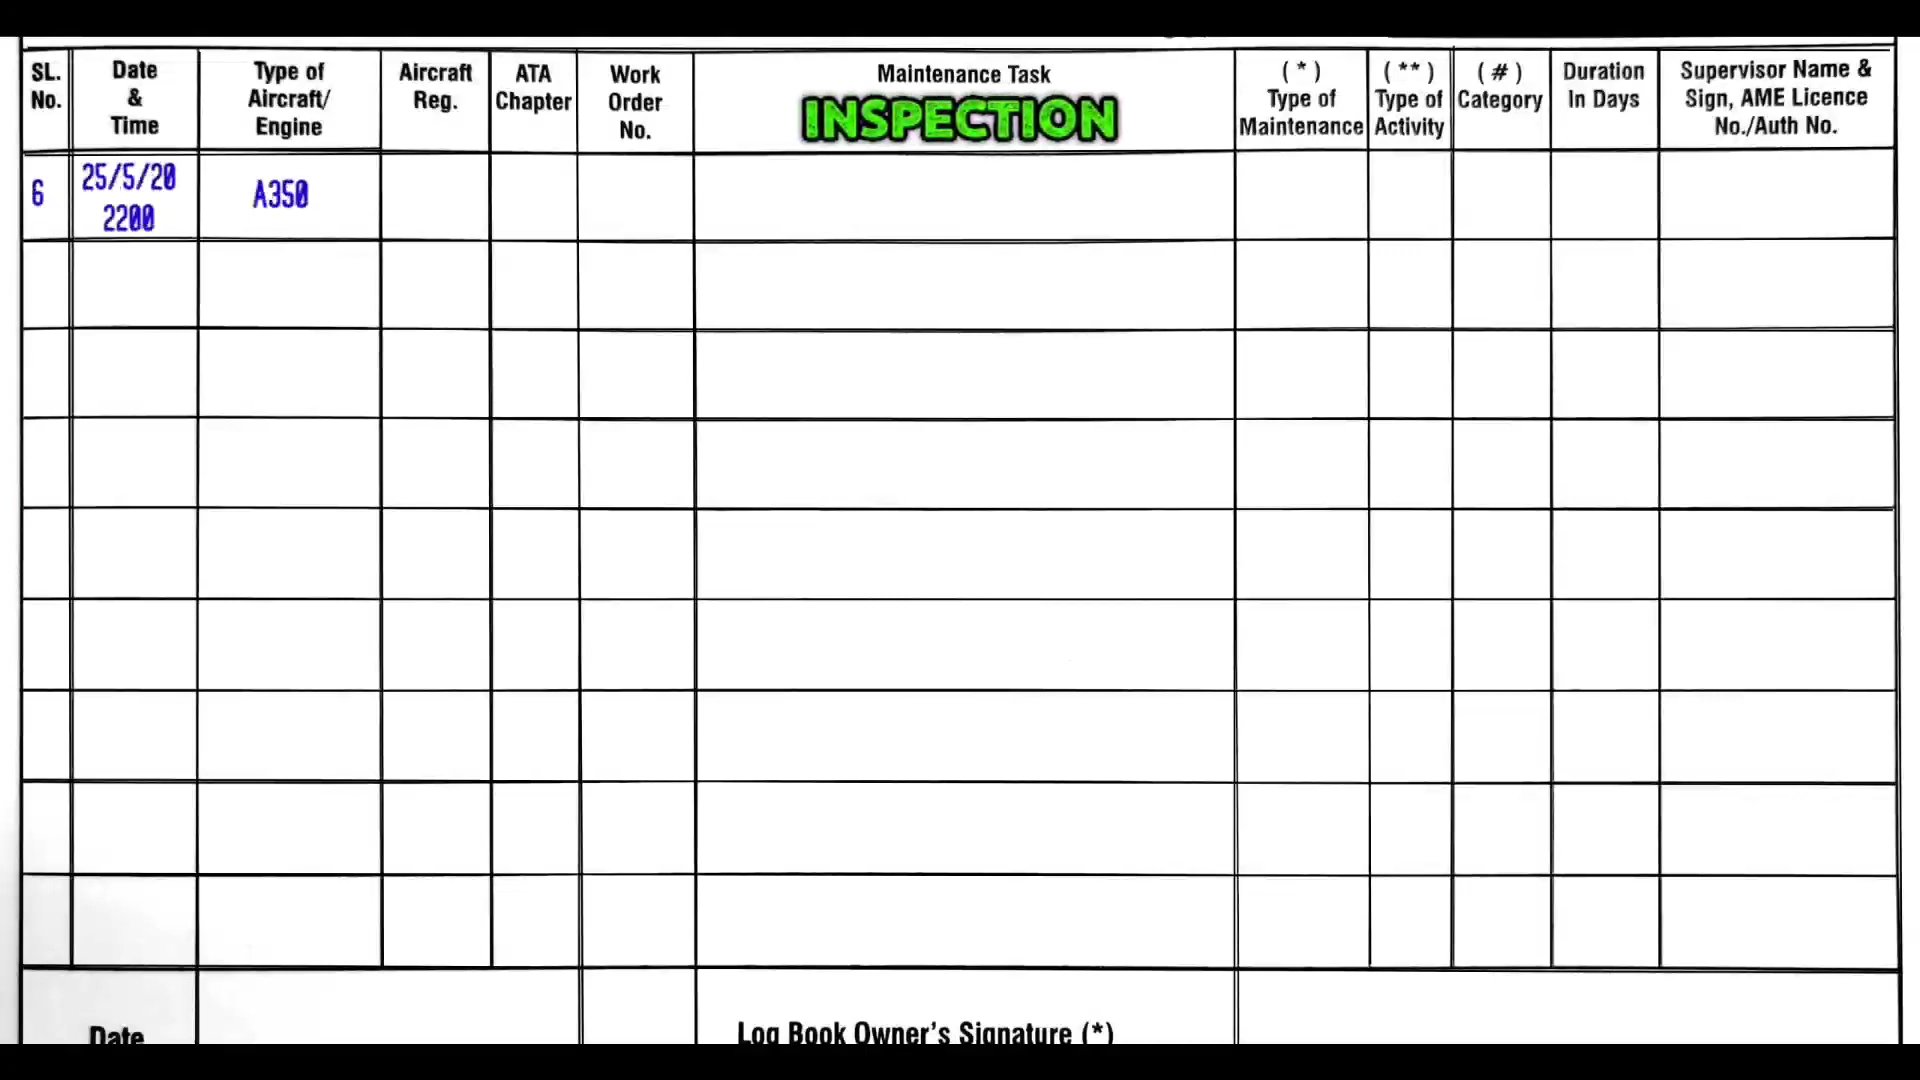 SL. No.
Date & Time
Type of Aircraft/ Engine
Aircraft Reg.
ATA Chapter
Work Order No.
Maintenance Task
INSPECTION
( * ) Type of Maintenance
( ** ) Type of Activity
( # ) Category
Duration In Days
Supervisor Name & Sign, AME Licence No./Auth No.
6
25/5/20
2200
A350
Date
Log Book Owner's Signature (*)